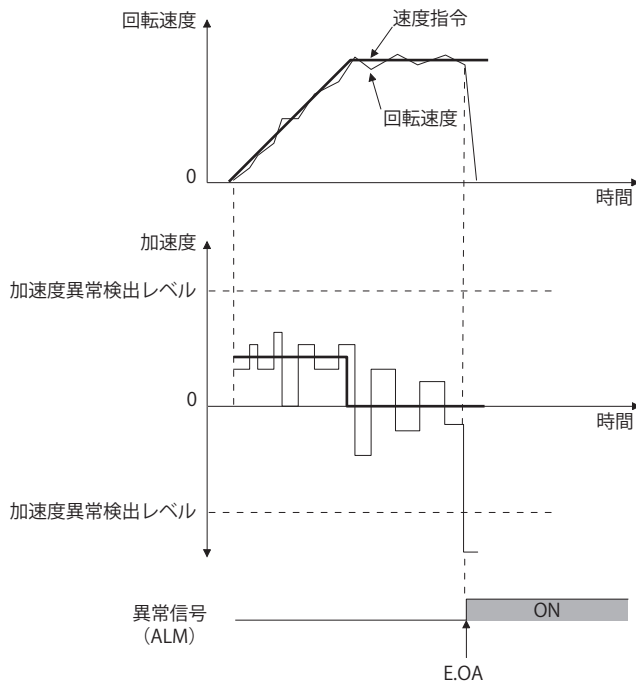 回転速度
速度指令
回転速度
0
時間
加速度
加速度異常検出レベル
0
時間
加速度異常検出レベル
異常信号
（ALM）
ON
E.OA